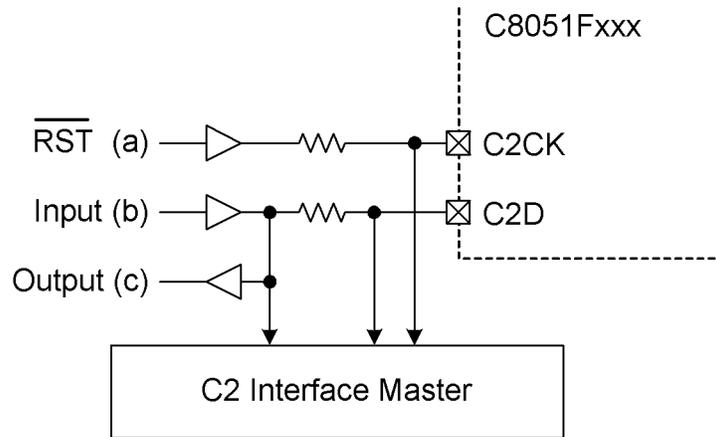 C8051Fxxx
RST (a)
C2CK
Input (b)
C2D
Output (c)
C2 Interface Master